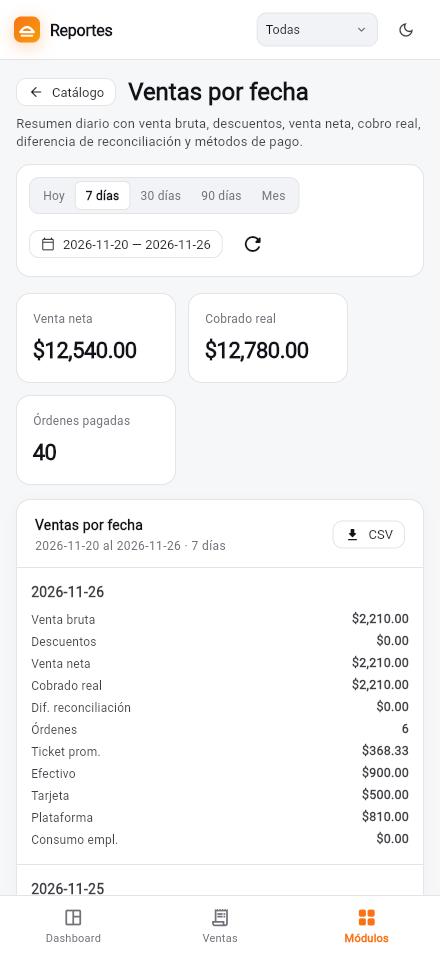 Reportes
Todas
Catálogo
Ventas por fecha
Resumen diario con venta bruta, descuentos, venta neta, cobro real,
diferencia de reconciliación y métodos de pago.
Hoy 7 días 30 días 90 días Mes
2026-11-20 — 2026-11-26
Venta neta
$12,540.00
Cobrado real
$12,780.00
Órdenes pagadas
40
Ventas por fecha
2026-11-20 al 2026-11-26 · 7 días
CSV
2026-11-26
Venta bruta $2,210.00
Descuentos $0.00
Venta neta $2,210.00
Cobrado real $2,210.00
Dif. reconciliación $0.00
Órdenes 6
Ticket prom. $368.33
Efectivo $900.00
Tarjeta $500.00
Plataforma $810.00
Consumo empl. $0.00
2026-11-25
Dashboard Ventas Módulos